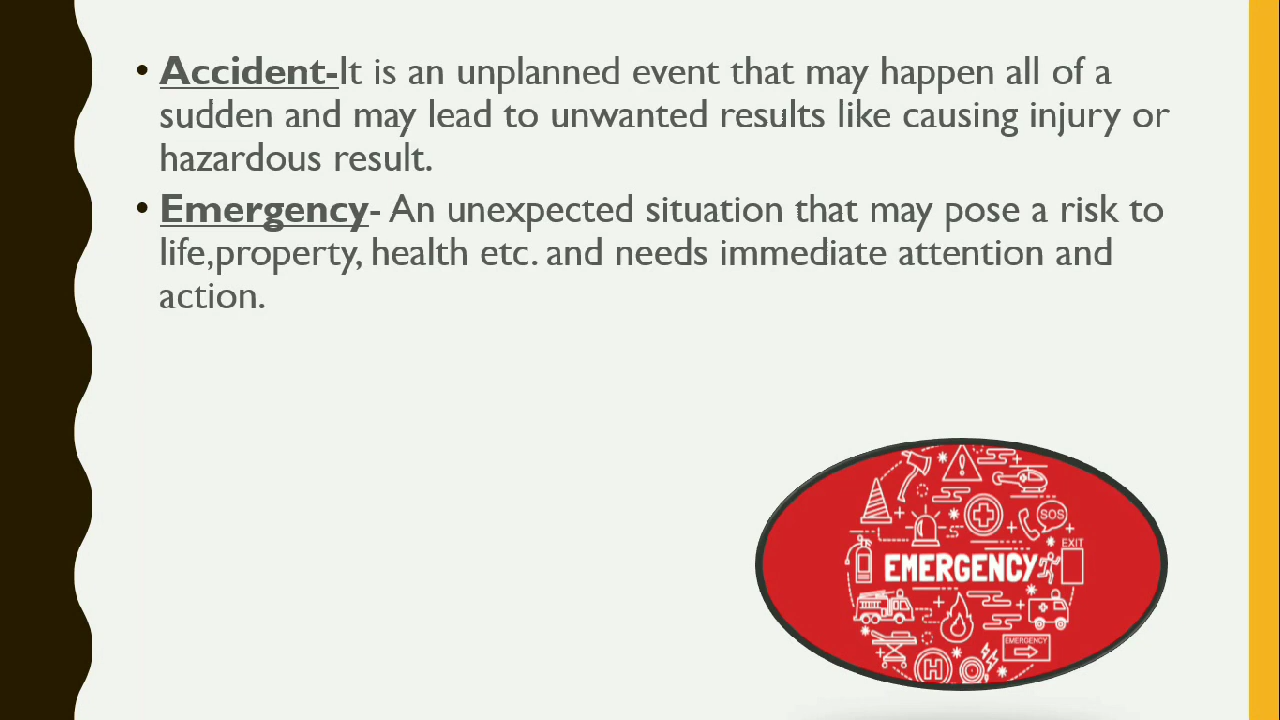 • Accident-It is an unplanned event that may happen all of a
sudden and may lead to unwanted results like causing injury or
hazardous result.
• Emergency- An unexpected situation that may pose a risk to
life,property, health etc. and needs immediate attention and
action.
SOS
EXIT
EMERGENCY
EMERGENCY
H